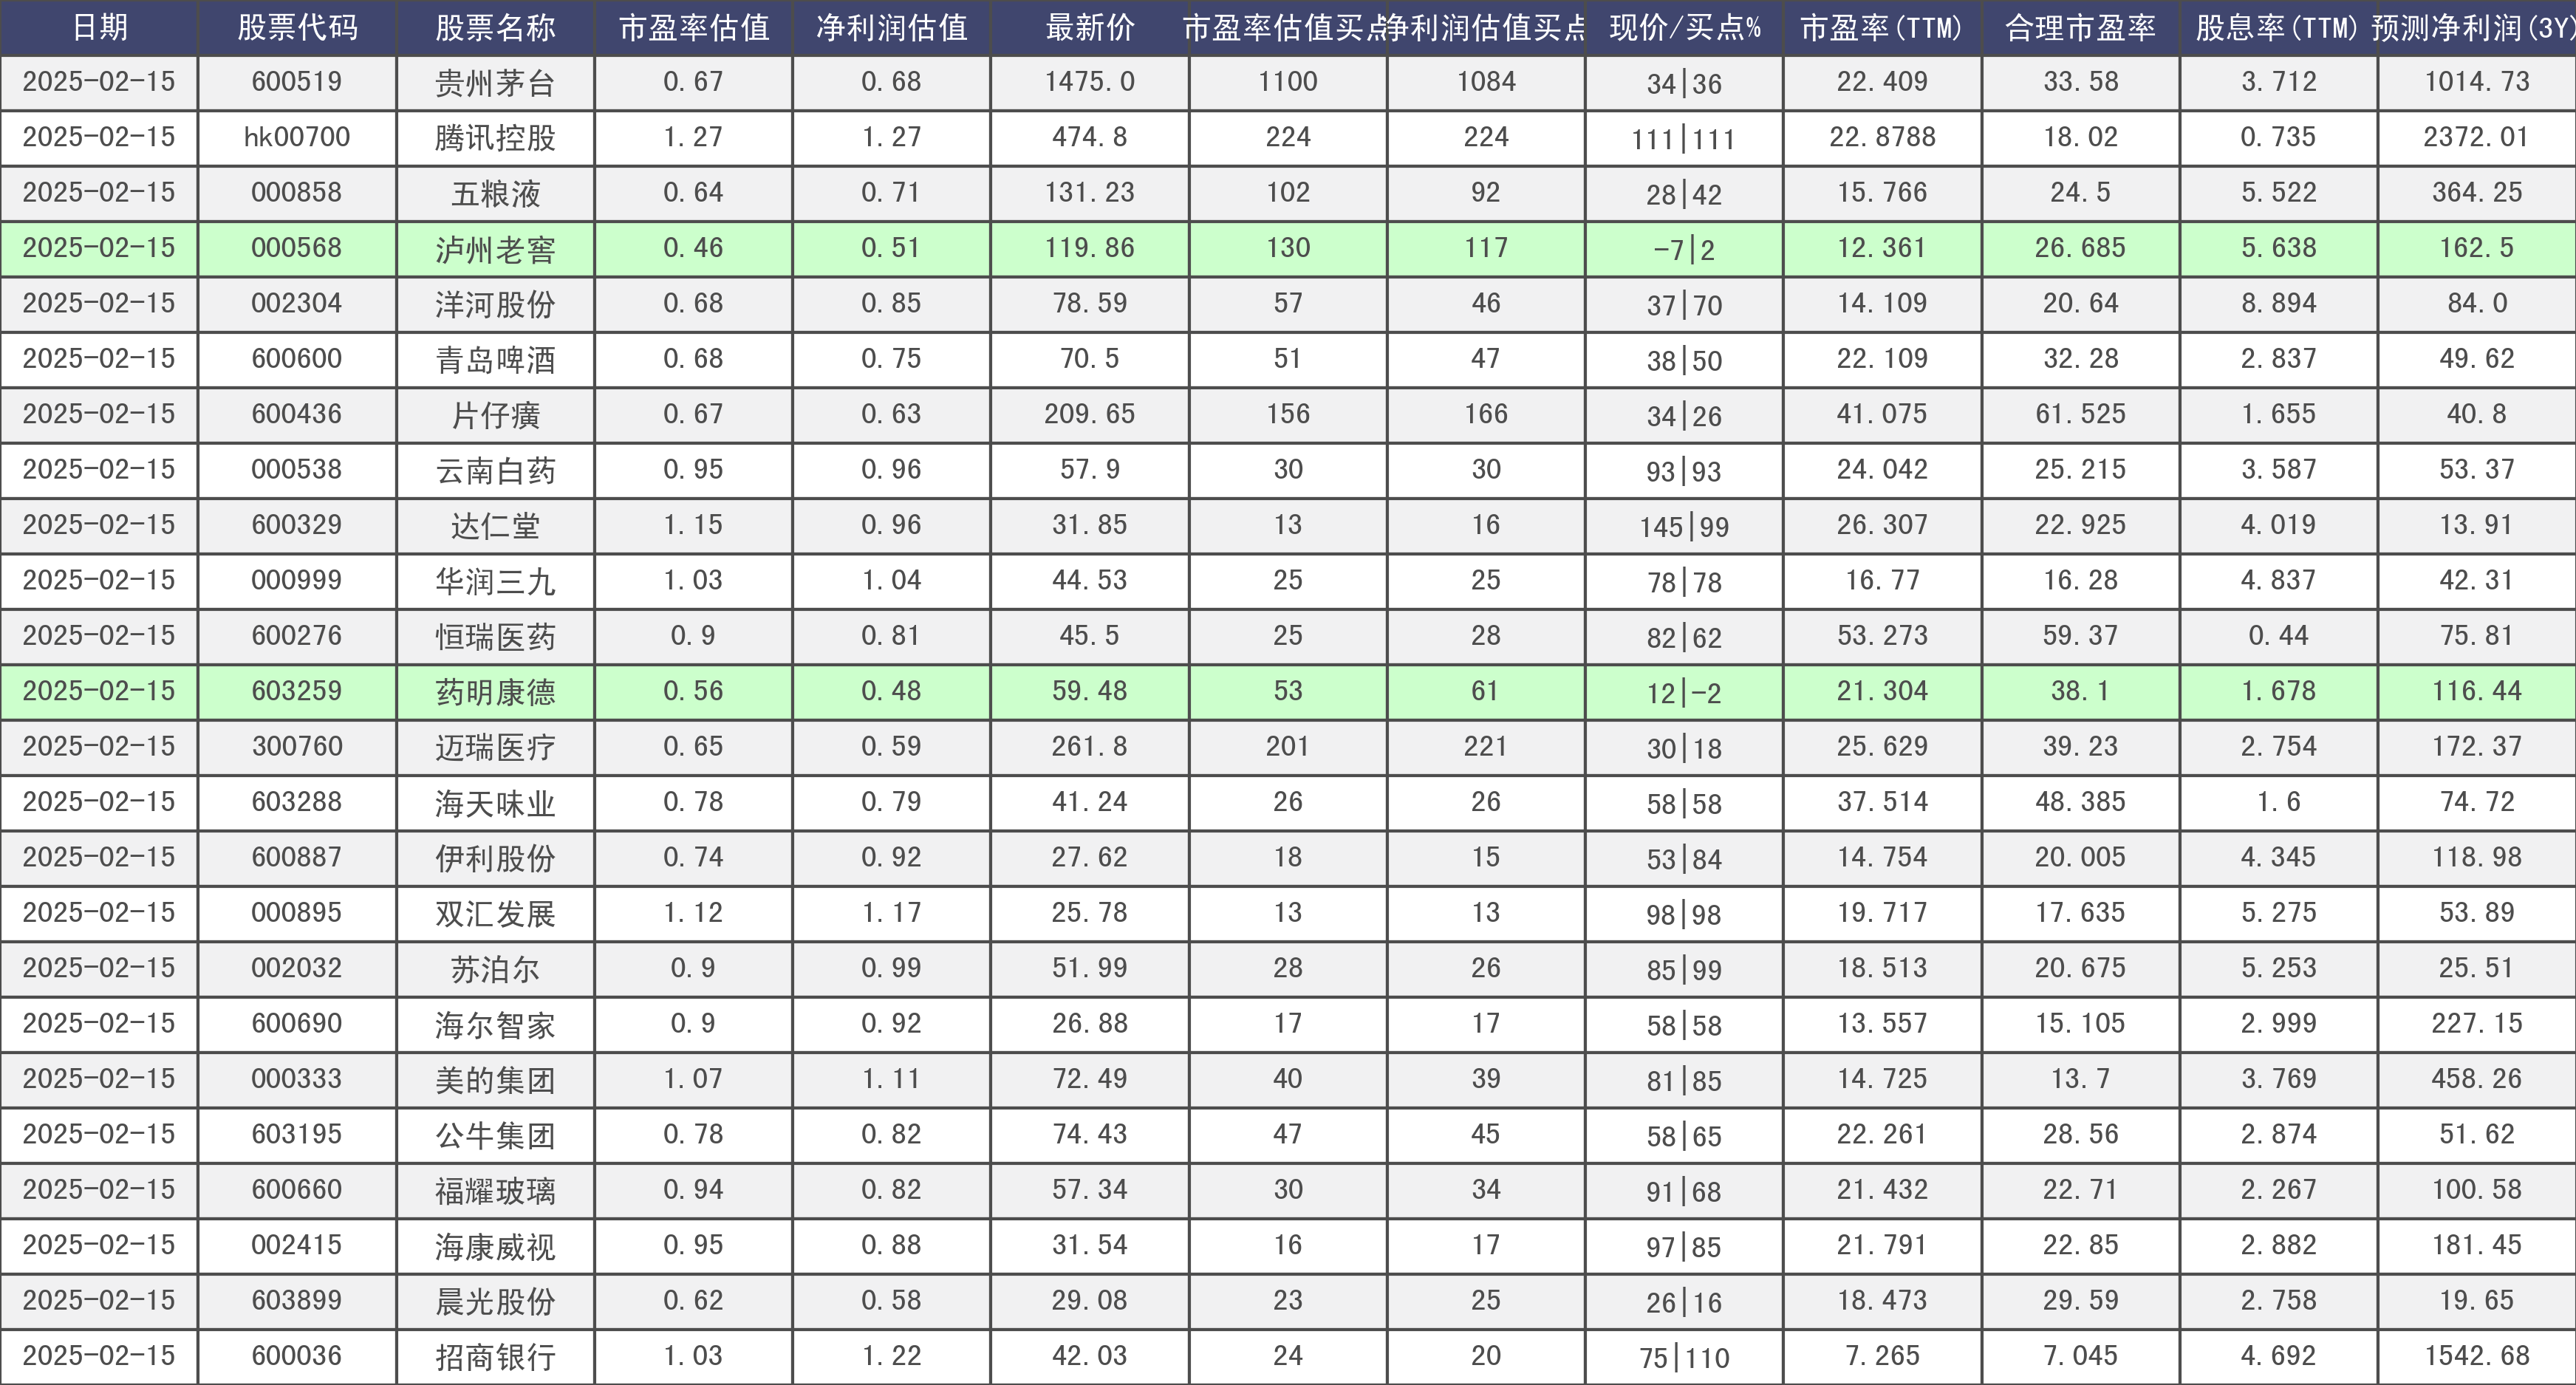 日期 股票代码 股票名称 市盈率估值 净利润估值 最新价 市盈率估值买点 净利润估值买点 现价/买点% 市盈率(TTM) 合理市盈率 股息率(TTM) 预测净利润(3Y)
2025-02-15 600519 贵州茅台 0.67 0.68 1475.0 1100 1084 34|36 22.409 33.58 3.712 1014.73
2025-02-15 hk00700 腾讯控股 1.27 1.27 474.8 224 224 111|111 22.8788 18.02 0.735 2372.01
2025-02-15 000858 五粮液 0.64 0.71 131.23 102 92 28|42 15.766 24.5 5.522 364.25
2025-02-15 000568 泸州老窖 0.46 0.51 119.86 130 117 -7|2 12.361 26.685 5.638 162.5
2025-02-15 002304 洋河股份 0.68 0.85 78.59 57 46 37|70 14.109 20.64 8.894 84.0
2025-02-15 600600 青岛啤酒 0.68 0.75 70.5 51 47 38|50 22.109 32.28 2.837 49.62
2025-02-15 600436 片仔癀 0.67 0.63 209.65 156 166 34|26 41.075 61.525 1.655 40.8
2025-02-15 000538 云南白药 0.95 0.96 57.9 30 30 93|93 24.042 25.215 3.587 53.37
2025-02-15 600329 达仁堂 1.15 0.96 31.85 13 16 145|99 26.307 22.925 4.019 13.91
2025-02-15 000999 华润三九 1.03 1.04 44.53 25 25 78|78 16.77 16.28 4.837 42.31
2025-02-15 600276 恒瑞医药 0.9 0.81 45.5 25 28 82|62 53.273 59.37 0.44 75.81
2025-02-15 603259 药明康德 0.56 0.48 59.48 53 61 12|-2 21.304 38.1 1.678 116.44
2025-02-15 300760 迈瑞医疗 0.65 0.59 261.8 201 221 30|18 25.629 39.23 2.754 172.37
2025-02-15 603288 海天味业 0.78 0.79 41.24 26 26 58|58 37.514 48.385 1.6 74.72
2025-02-15 600887 伊利股份 0.74 0.92 27.62 18 15 53|84 14.754 20.005 4.345 118.98
2025-02-15 000895 双汇发展 1.12 1.17 25.78 13 13 98|98 19.717 17.635 5.275 53.89
2025-02-15 002032 苏泊尔 0.9 0.99 51.99 28 26 85|99 18.513 20.675 5.253 25.51
2025-02-15 600690 海尔智家 0.9 0.92 26.88 17 17 58|58 13.557 15.105 2.999 227.15
2025-02-15 000333 美的集团 1.07 1.11 72.49 40 39 81|85 14.725 13.7 3.769 458.26
2025-02-15 603195 公牛集团 0.78 0.82 74.43 47 45 58|65 22.261 28.56 2.874 51.62
2025-02-15 600660 福耀玻璃 0.94 0.82 57.34 30 34 91|68 21.432 22.71 2.267 100.58
2025-02-15 002415 海康威视 0.95 0.88 31.54 16 17 97|85 21.791 22.85 2.882 181.45
2025-02-15 603899 晨光股份 0.62 0.58 29.08 23 25 26|16 18.473 29.59 2.758 19.65
2025-02-15 600036 招商银行 1.03 1.22 42.03 24 20 75|110 7.265 7.045 4.692 1542.68